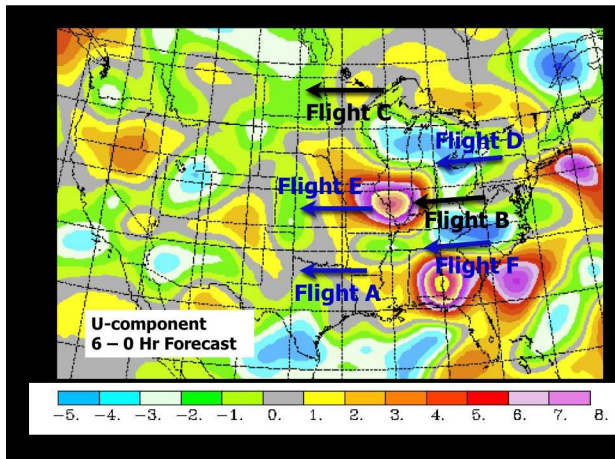 Flight C
Flight D
Flight E
Flight B
Flight F
Flight A
U-component
6 – 0 Hr Forecast
-5. -4. -3. -2. -1. 0. 1. 2. 3. 4. 5. 6. 7. 8.